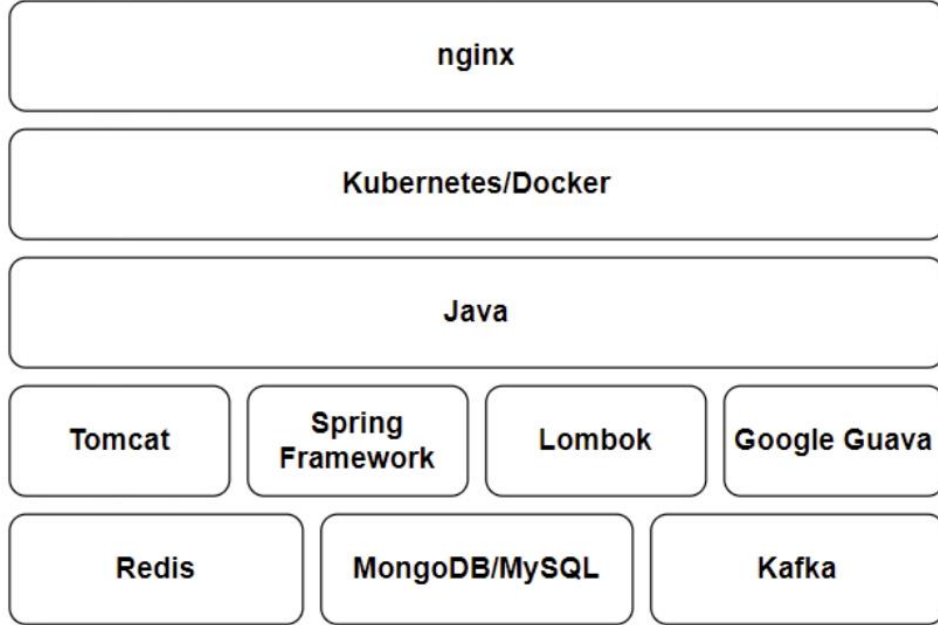 nginx
Kubernetes/Docker
Java
Tomcat
Spring
Framework
Lombok
Google Guava
Redis
MongoDB/MySQL
Kafka